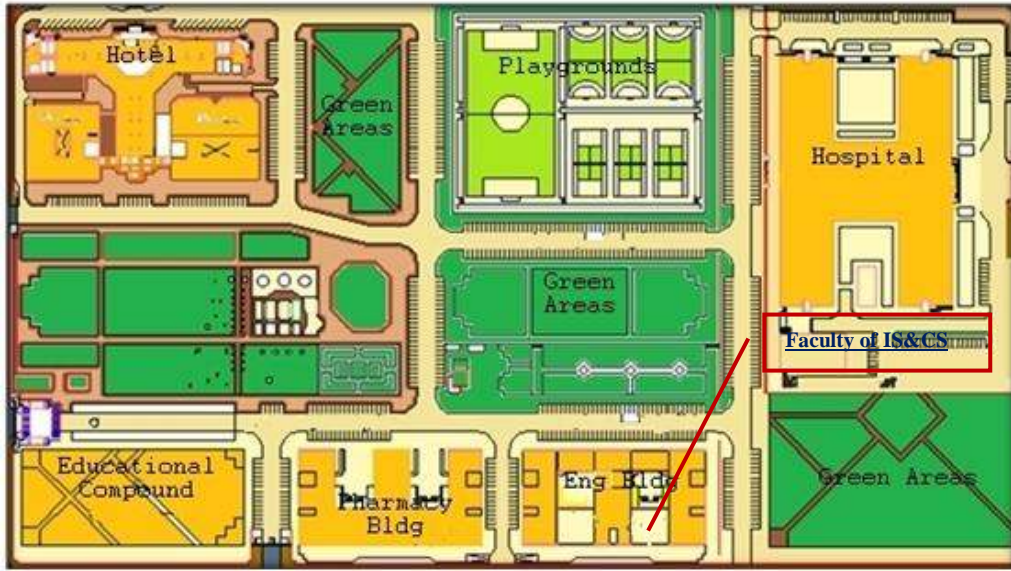 Hotel
Green
Areas
Playgrounds
Hospital
Green
Areas
Faculty of IS&CS
Educational
Compound
Pharmacy
Bldg
Eng Bldg
Green Areas